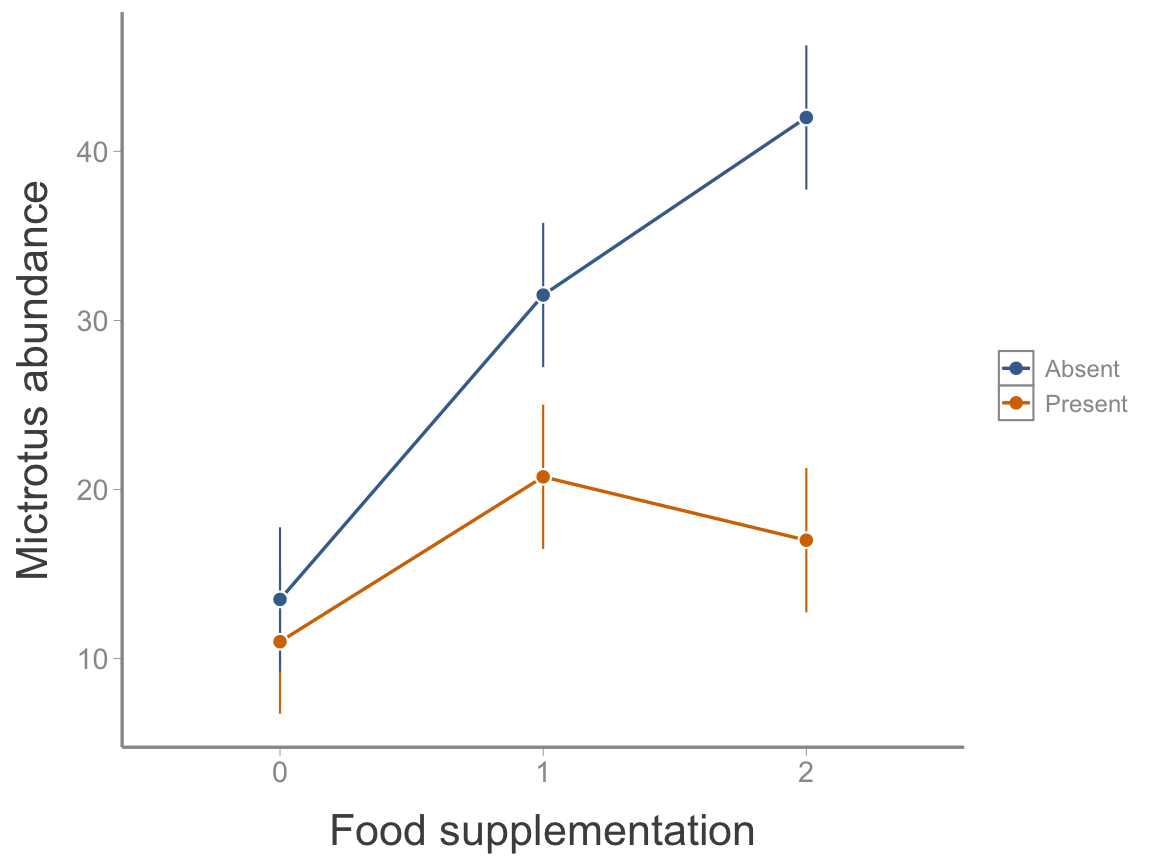 Mictrotus abundance
40
30
20
10
0 1 2
Food supplementation
Absent
Present